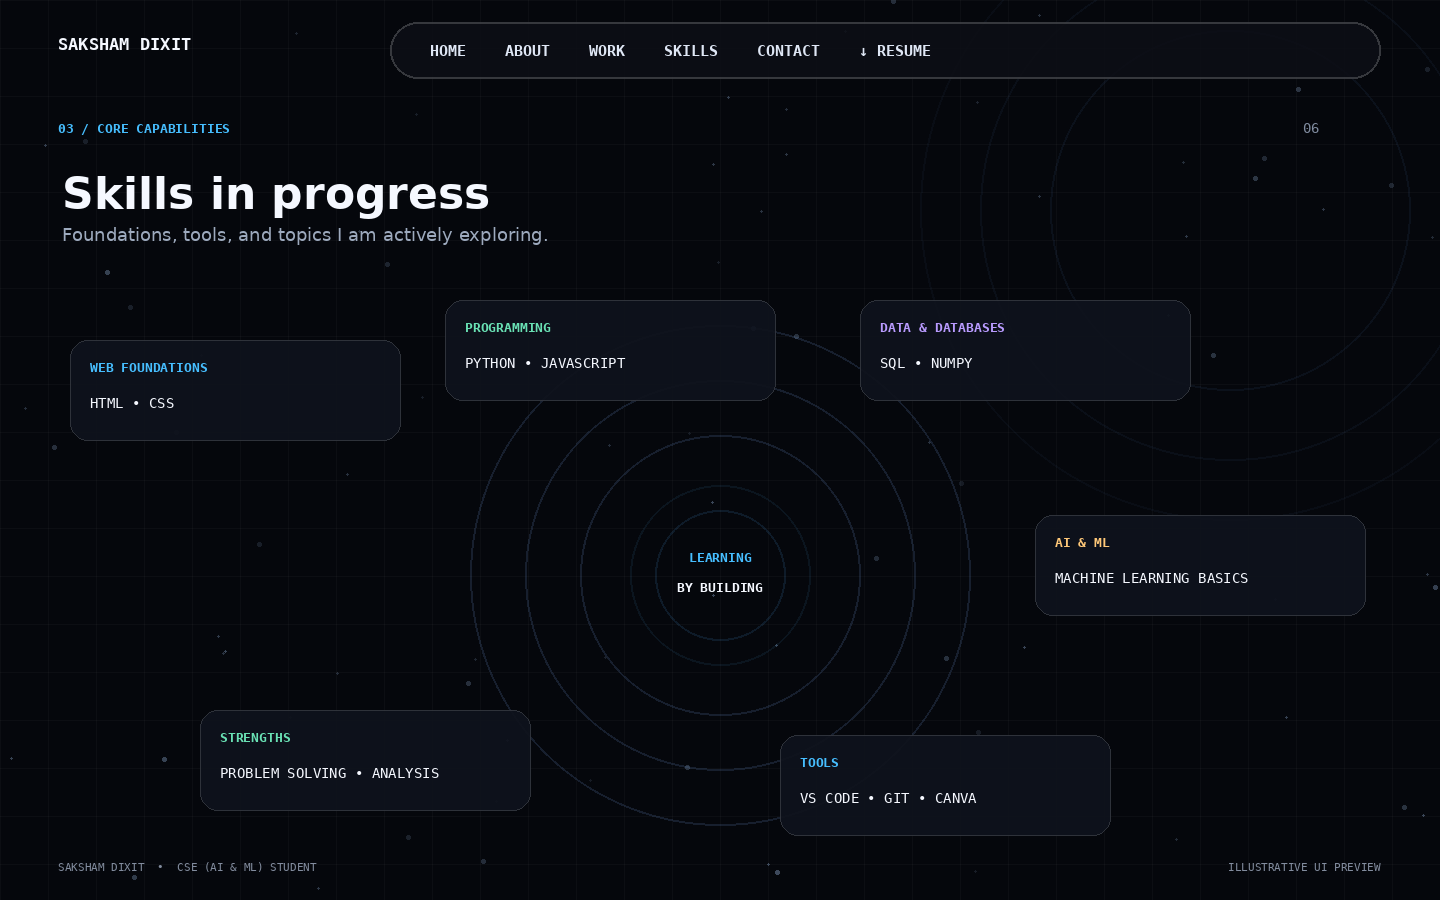 SAKSHAM DIXIT
HOME ABOUT WORK SKILLS CONTACT ↓ RESUME
03 / CORE CAPABILITIES
06
Skills in progress
Foundations, tools, and topics I am actively exploring.
WEB FOUNDATIONS
HTML • CSS
PROGRAMMING
PYTHON • JAVASCRIPT
DATA & DATABASES
SQL • NUMPY
LEARNING
BY BUILDING
AI & ML
MACHINE LEARNING BASICS
STRENGTHS
PROBLEM SOLVING • ANALYSIS
TOOLS
VS CODE • GIT • CANVA
SAKSHAM DIXIT • CSE (AI & ML) STUDENT
ILLUSTRATIVE UI PREVIEW